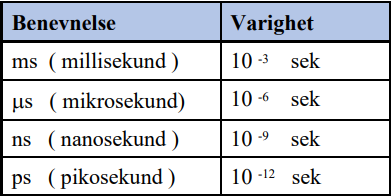 Benevnelse Varighet
ms ( millisekund ) 10 -3 sek
μs ( mikrosekund) 10 -6 sek
ns ( nanosekund ) 10 -9 sek
ps ( pikosekund ) 10 -12 sek